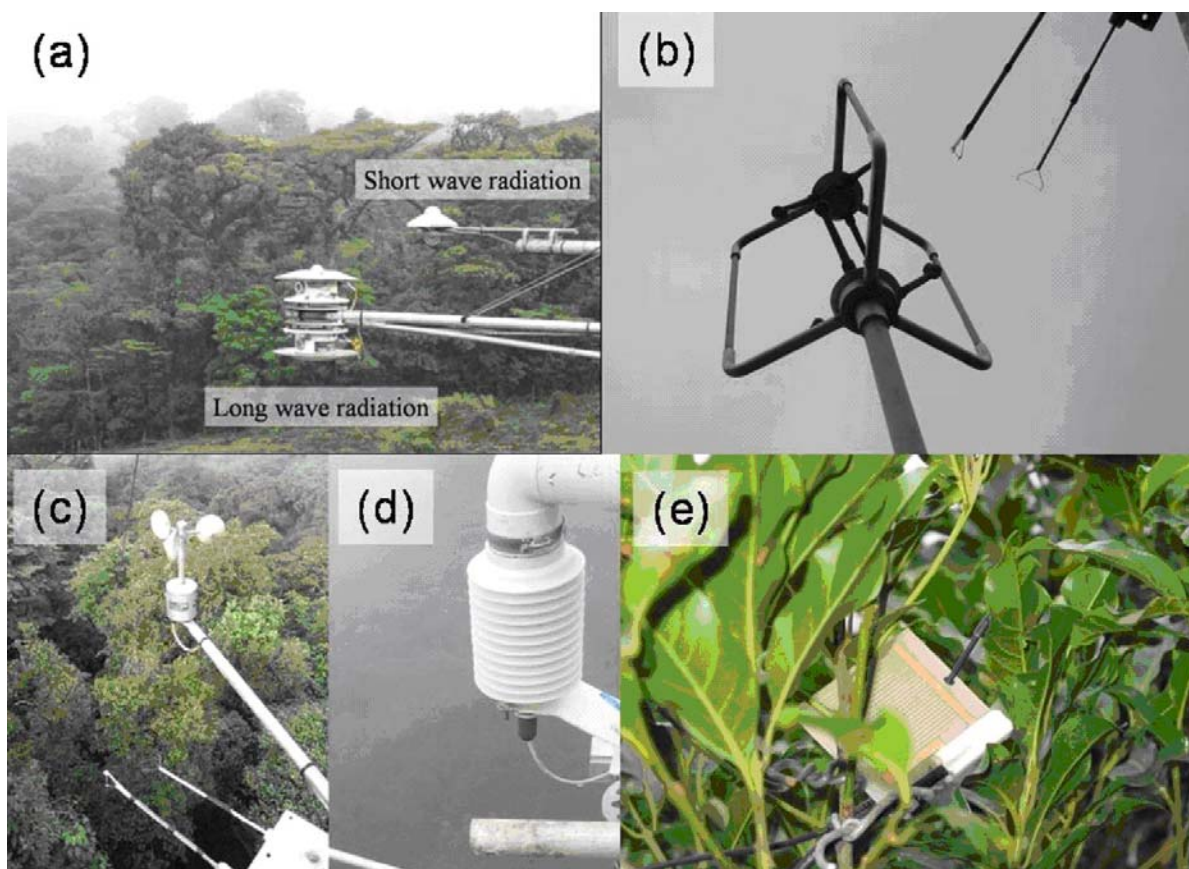 (a)
Short wave radiation
Long wave radiation
(b)
(c)
(d)
(e)